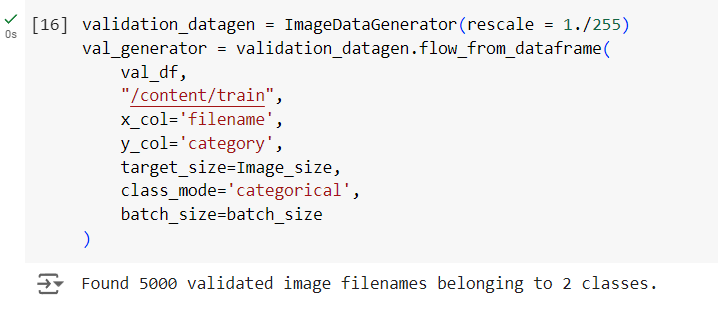 [16] validation_datagen = ImageDataGenerator(rescale = 1./255)
0s
val_generator = validation_datagen.flow_from_dataframe(
val_df,
"/content/train",
x_col='filename',
y_col='category',
target_size=Image_size,
class_mode='categorical',
batch_size=batch_size
)
Found 5000 validated image filenames belonging to 2 classes.